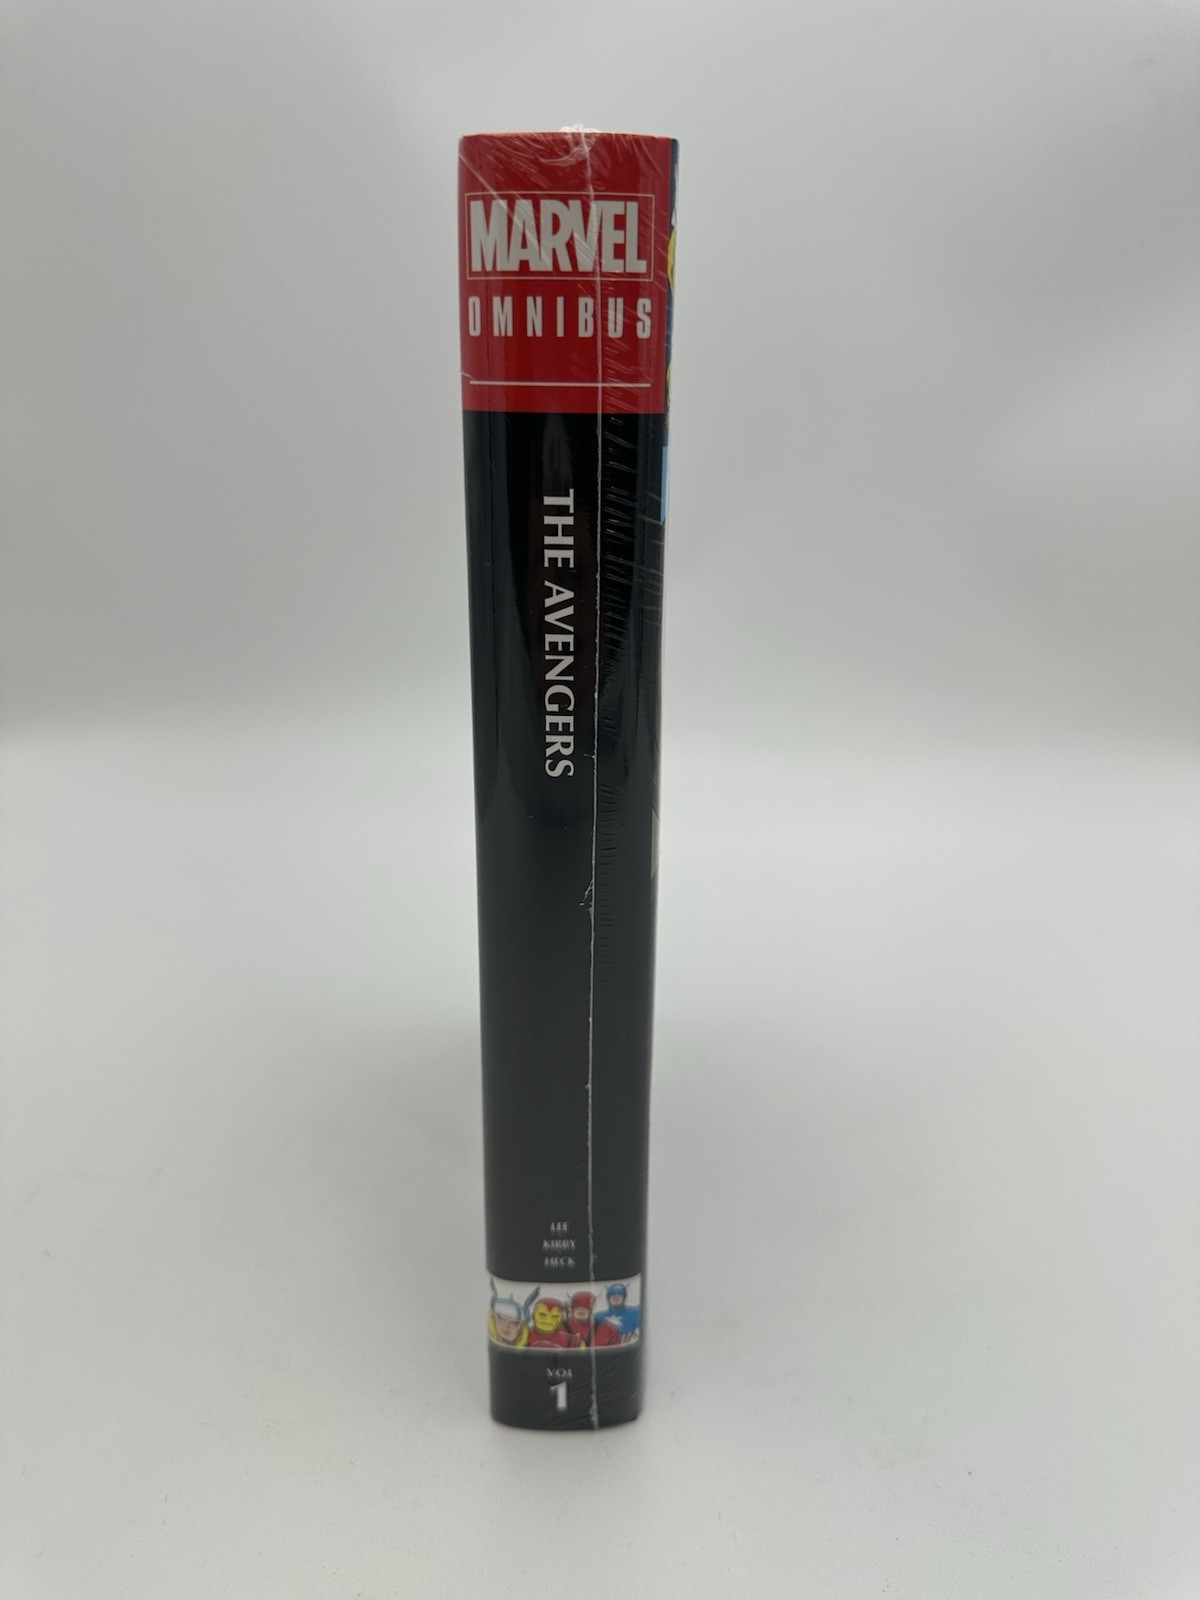 MARVEL
OMNIBUS
THE AVENGERS
LEE
KIRBY
HECK
VOL
1